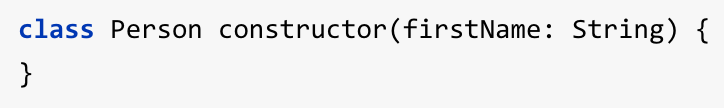 class Person constructor(firstName: String) {
}